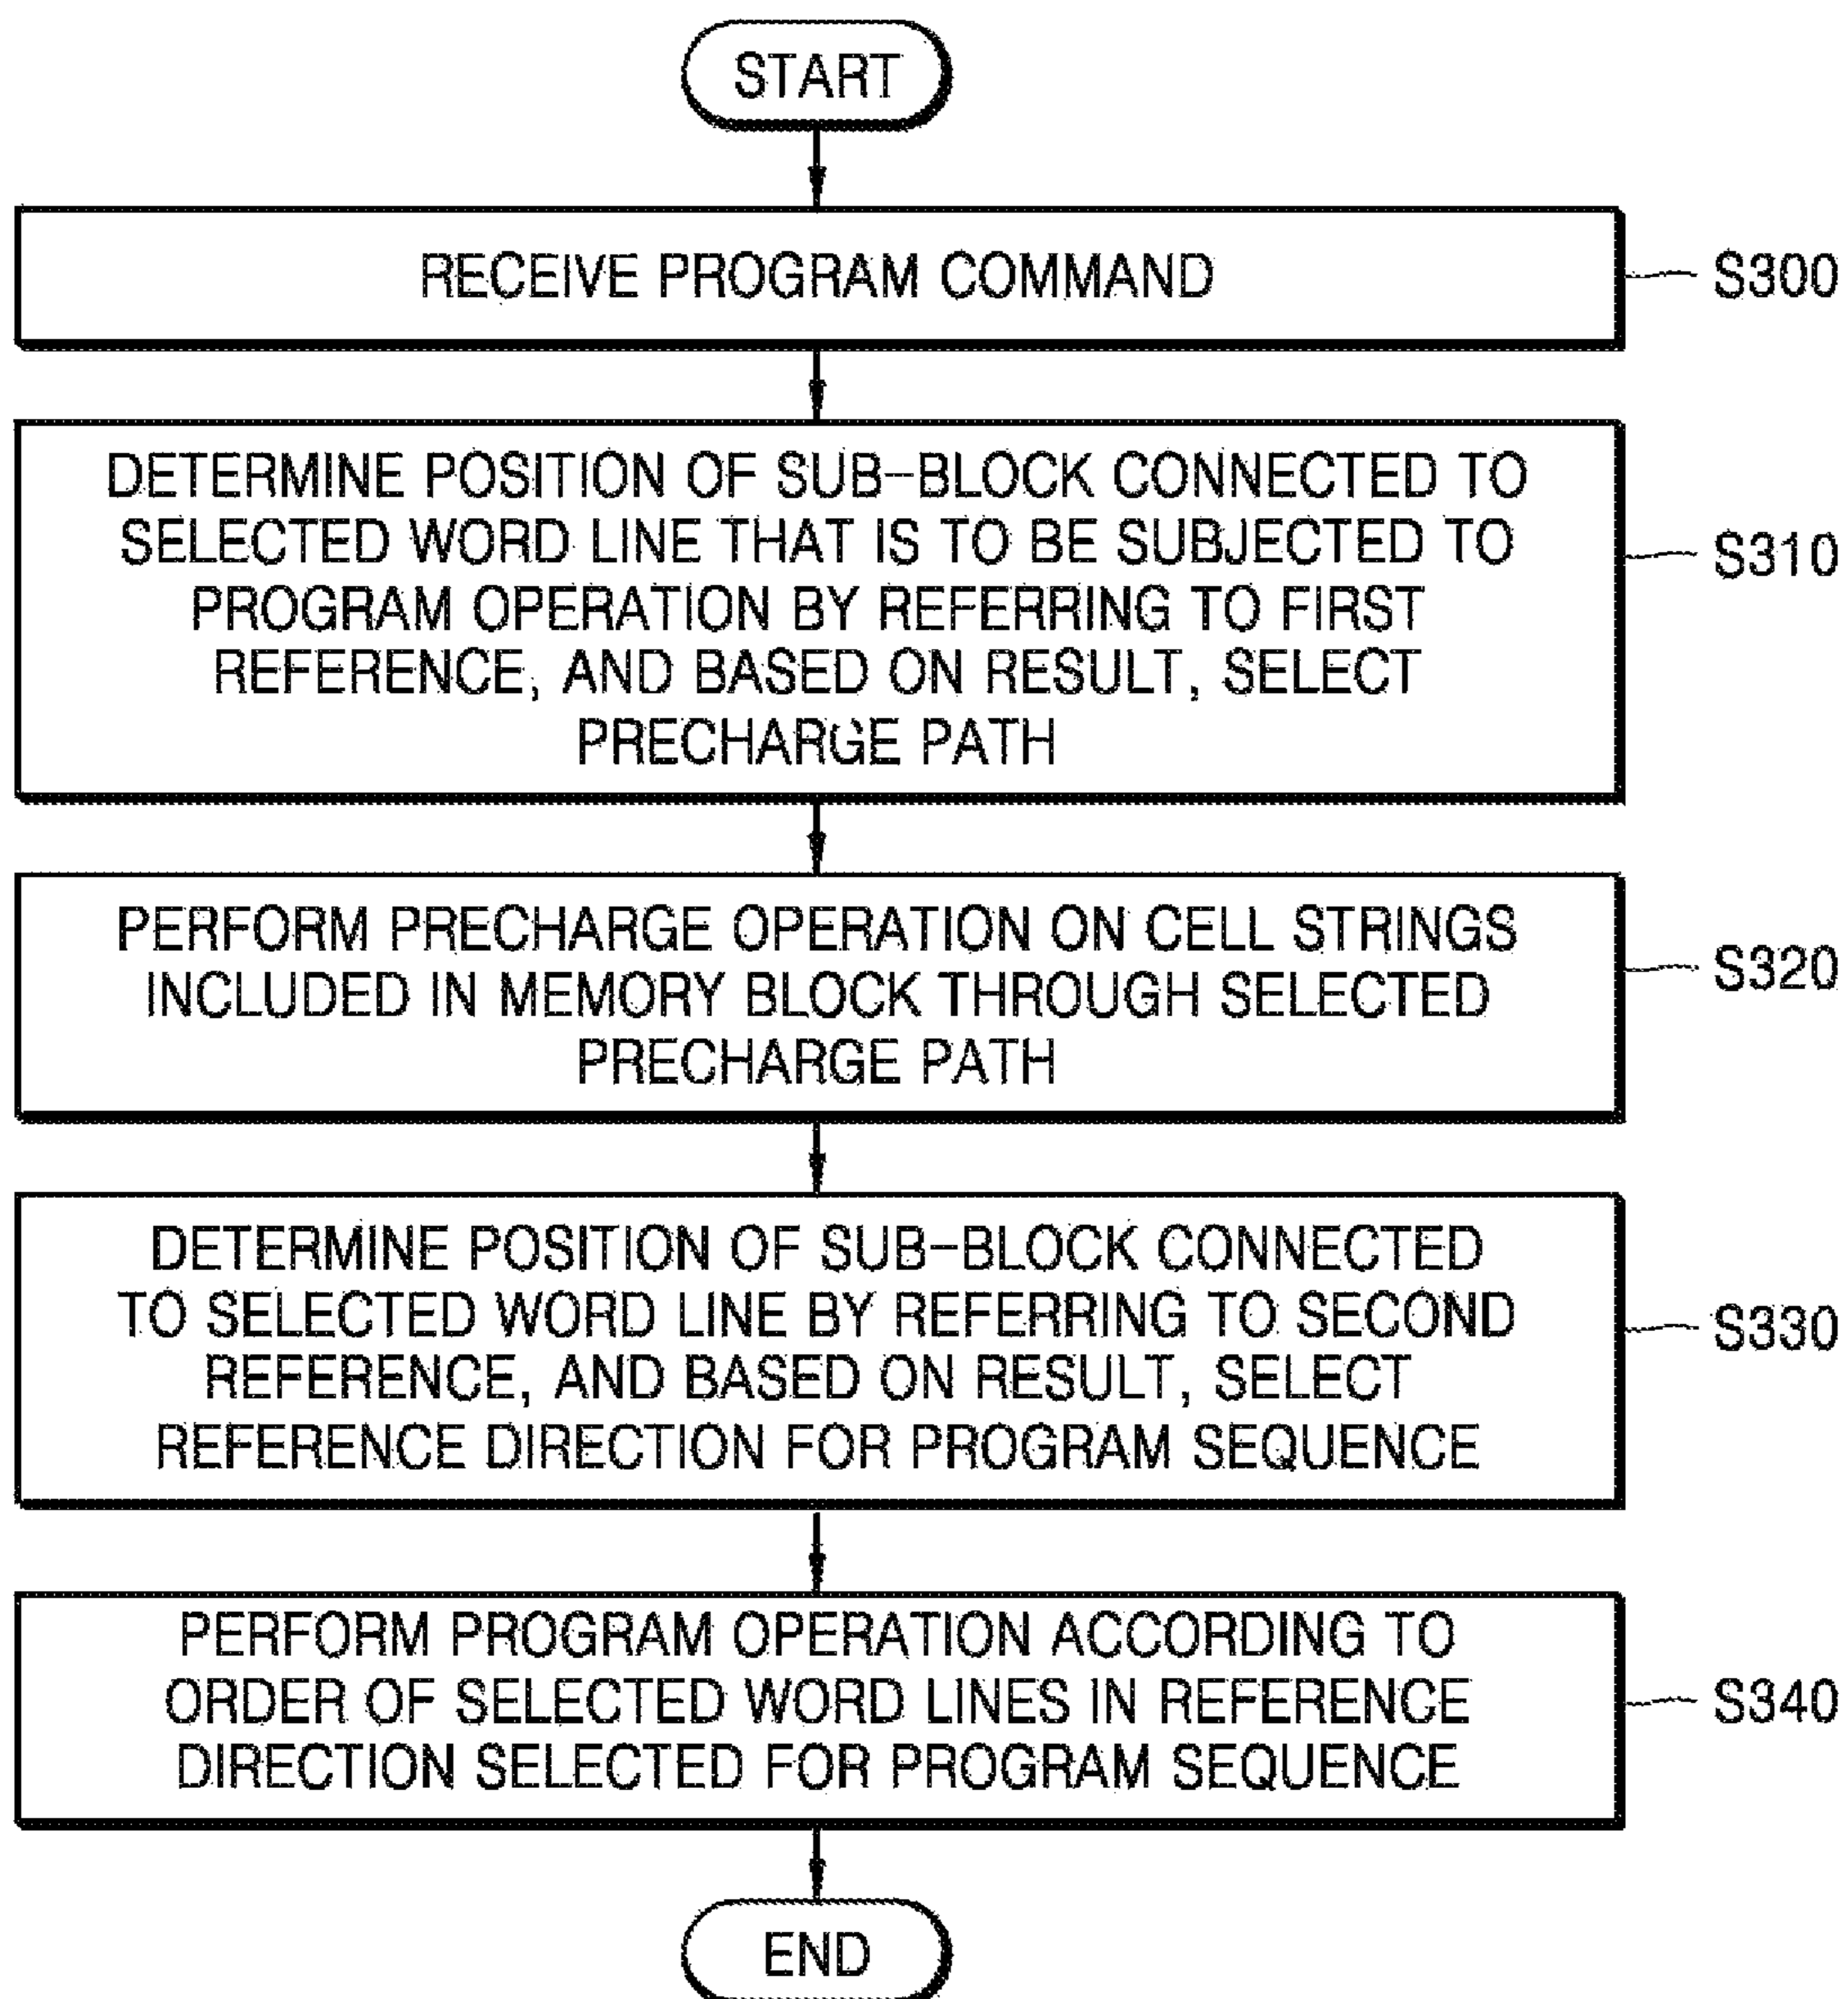 START
RECEIVE PROGRAM COMMAND
S300
DETERMINE POSITION OF SUB-BLOCK CONNECTED TO
SELECTED WORD LINE THAT IS TO BE SUBJECTED TO
PROGRAM OPERATION BY REFERRING TO FIRST
REFERENCE, AND BASED ON RESULT, SELECT
PRECHARGE PATH
S310
PERFORM PRECHARGE OPERATION ON CELL STRINGS
INCLUDED IN MEMORY BLOCK THROUGH SELECTED
PRECHARGE PATH
S320
DETERMINE POSITION OF SUB-BLOCK CONNECTED
TO SELECTED WORD LINE BY REFERRING TO SECOND
REFERENCE, AND BASED ON RESULT, SELECT
REFERENCE DIRECTION FOR PROGRAM SEQUENCE
S330
PERFORM PROGRAM OPERATION ACCORDING TO
ORDER OF SELECTED WORD LINES IN REFERENCE
DIRECTION SELECTED FOR PROGRAM SEQUENCE
S340
END